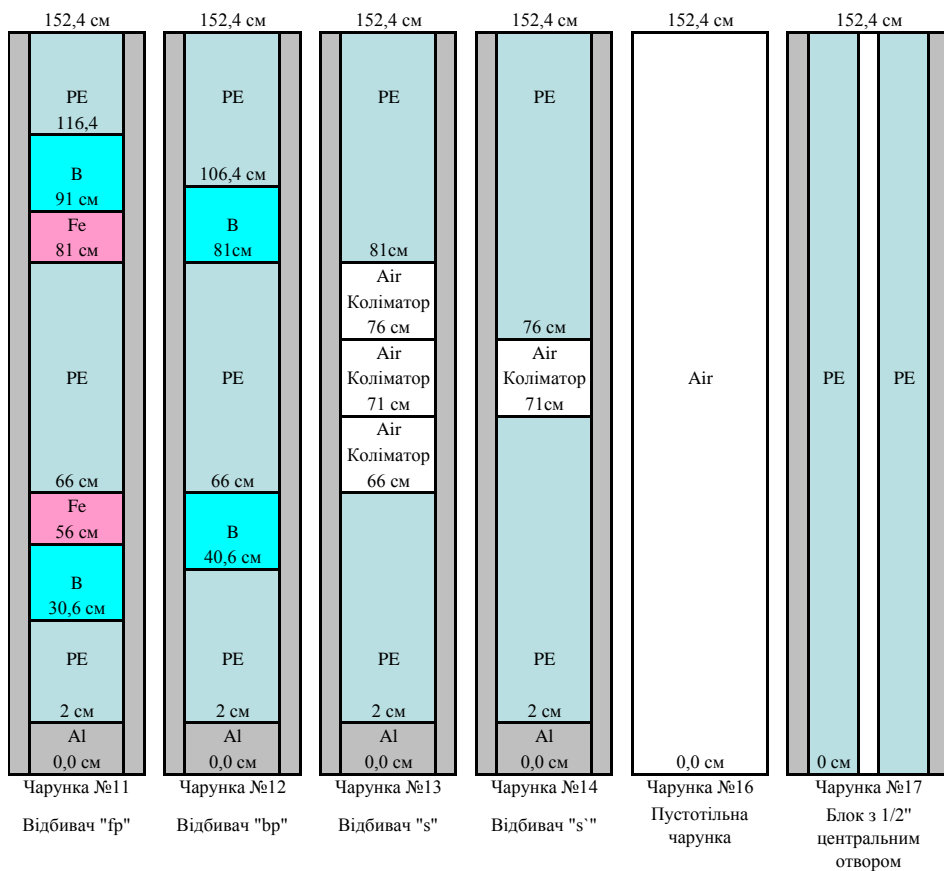 152,4 см
PE
116,4
B
91 см
Fe
81 см
PE
66 см
Fe
56 см
B
30,6 см
PE
2 см
Al
0,0 см
Чарунка №11
Відбивач "fp"
152,4 см
PE
106,4 см
B
81см
PE
66 см
B
40,6 см
PE
2 см
Al
0,0 см
Чарунка №12
Відбивач "bp"
152,4 см
PE
81см
Air
Коліматор
76 см
Air
Коліматор
71 см
Air
Коліматор
66 см
PE
2 см
Al
0,0 см
Чарунка №13
Відбивач "s"
152,4 см
PE
76 см
Air
Коліматор
71см
PE
2 см
Al
0,0 см
Чарунка №14
Відбивач "s`"
152,4 см
Air
0,0 см
Чарунка №16
Пустотільна
чарунка
152,4 см
PE PE
0 см
Чарунка №17
Блок з 1/2"
центральним
отвором